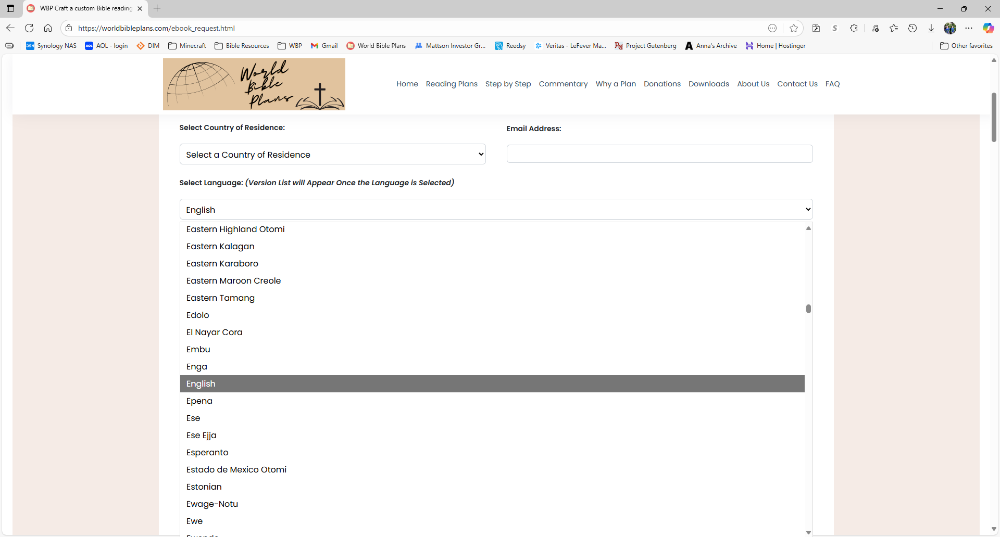 WBP Craft a custom Bible reading
https://worldbibleplans.com/ebook_request.html
Synology NAS AOL - login DIM Minecraft Bible Resources WBP Gmail World Bible Plans Mattson Investor Gr... Reedsy Veritas - LeFever Ma... Project Gutenberg Anna's Archive Home | Hostinger Other favorites
World
Bible
Plans
Home Reading Plans Step by Step Commentary Why a Plan Donations Downloads About Us Contact Us FAQ
Select Country of Residence:
Email Address:
Select a Country of Residence
Select Language: (Version List will Appear Once the Language is Selected)
English
Eastern Highland Otomi
Eastern Kalagan
Eastern Karaboro
Eastern Maroon Creole
Eastern Tamang
Edolo
El Nayar Cora
Embu
Enga
English
Epena
Ese
Ese Ejja
Esperanto
Estado de Mexico Otomi
Estonian
Ewage-Notu
Ewe